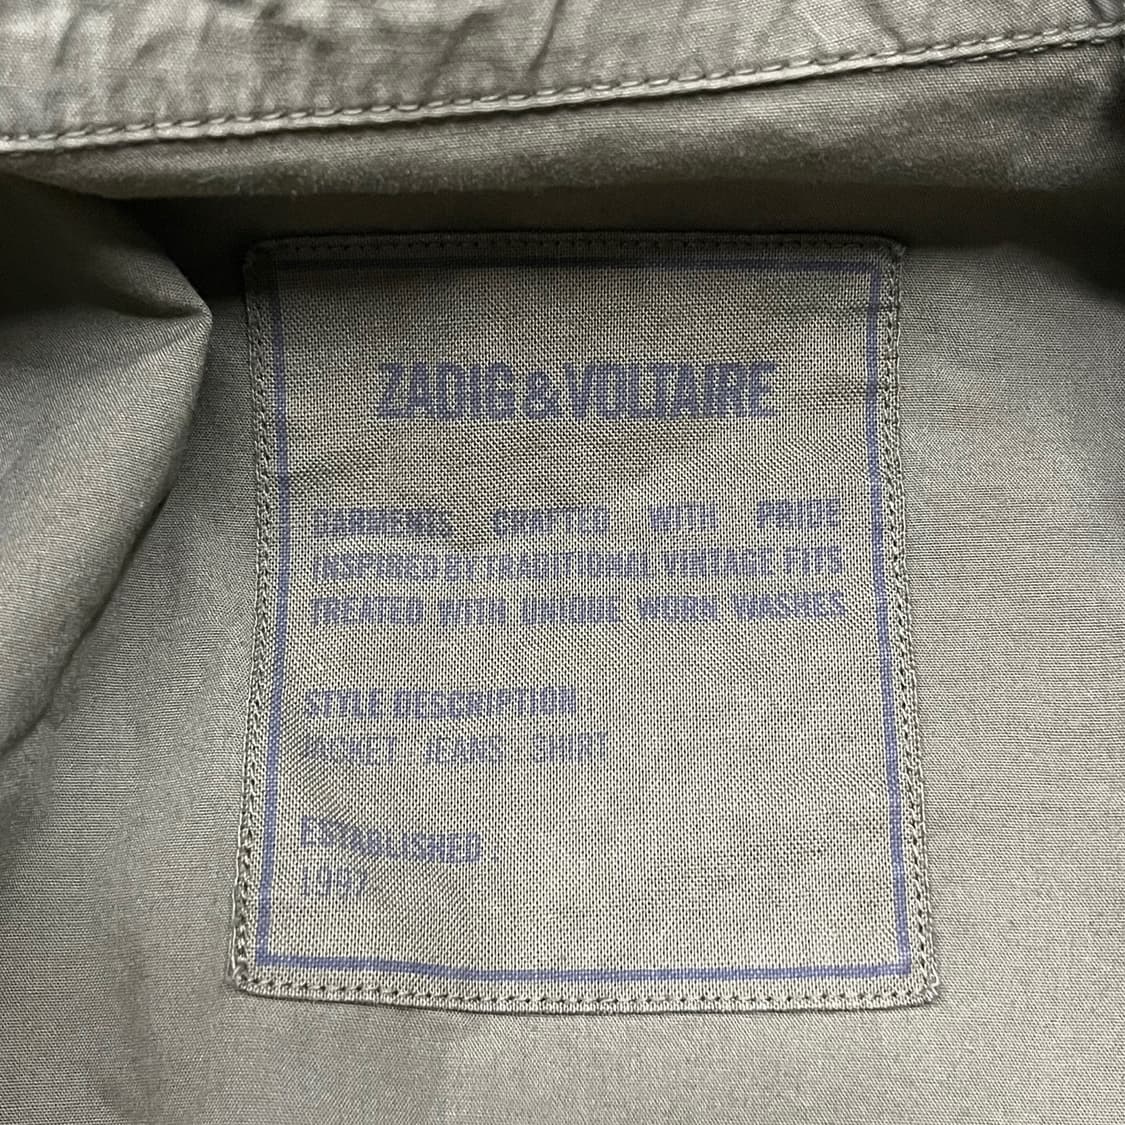 ZADIG & VOLTAIRE
GARMENTS CRAFTED WITH PRIDE
INSPIRED BY TRADITIONAL VINTAGE FITS
TREATED WITH UNIQUE WORN WASHES
STYLE DESCRIPTION
JACKET JEANS SHIRT
ESTABLISHED.
1997